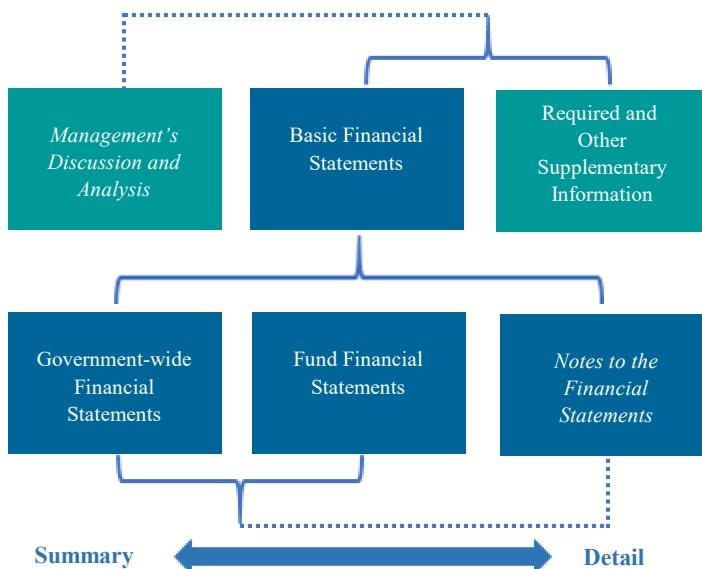 Management’s
Discussion and
Analysis
Basic Financial
Statements
Required and
Other
Supplementary
Information
Government-wide
Financial
Statements
Fund Financial
Statements
Notes to the
Financial
Statements
Summary
Detail